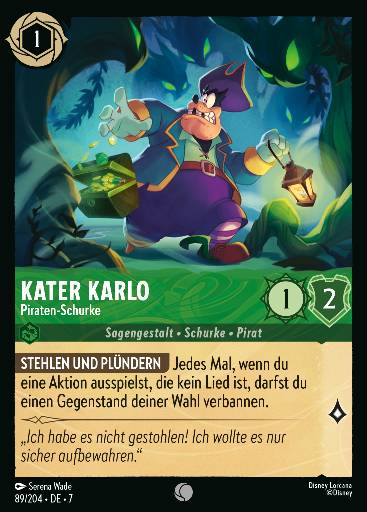 1
KATER KARLO
Piraten-Schurke
1
2
Sagengestalt • Schurke • Pirat
STEHLEN UND PLÜNDERN Jedes Mal, wenn du
eine Aktion ausspielst, die kein Lied ist, darfst du
einen Gegenstand deiner Wahl verbannen.
„Ich habe es nicht gestohlen! Ich wollte es nur
sicher aufbewahren.“
Serena Wade
89/204 • DE • 7
Disney Lorcana
©Disney